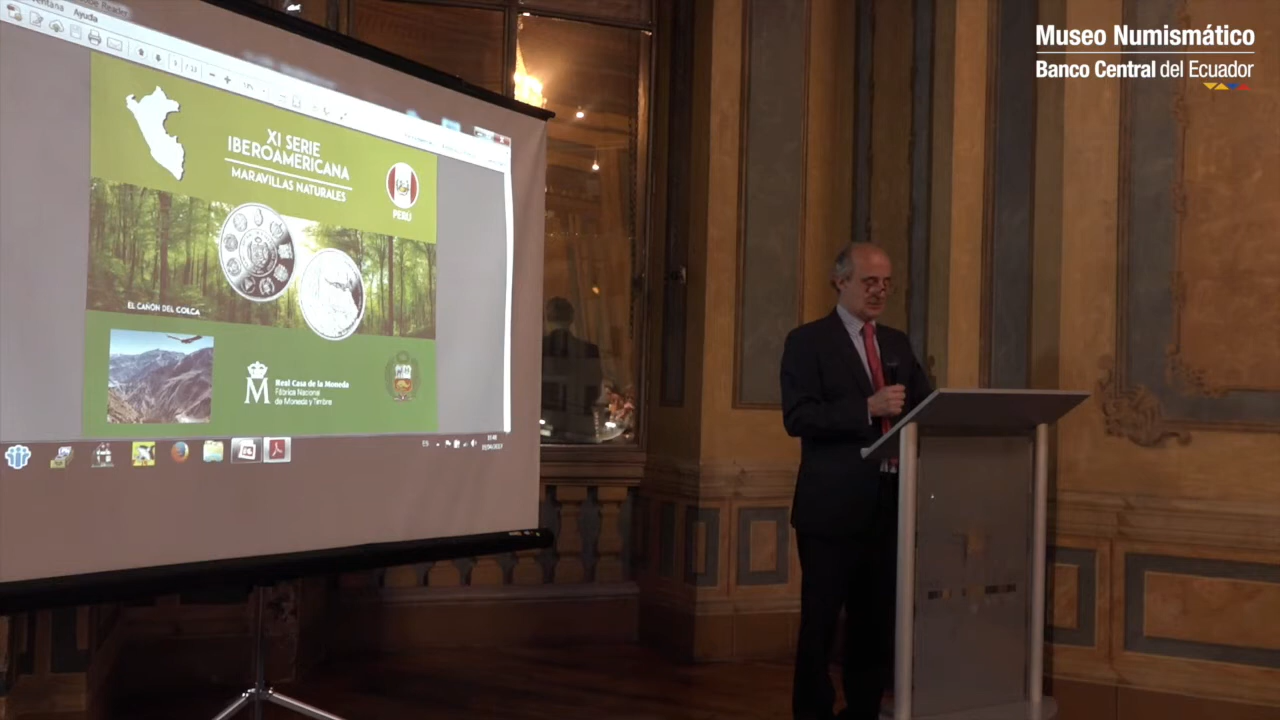 Ayuda
Museo Numismático
Banco Central del Ecuador
XI SERIE
IBEROAMERICANA
MARAVILLAS NATURALES
PERÚ
EL CAÑÓN DEL COLCA
M
Real Casa de la Moneda
Fábrica Nacional
de Moneda y Timbre
ES